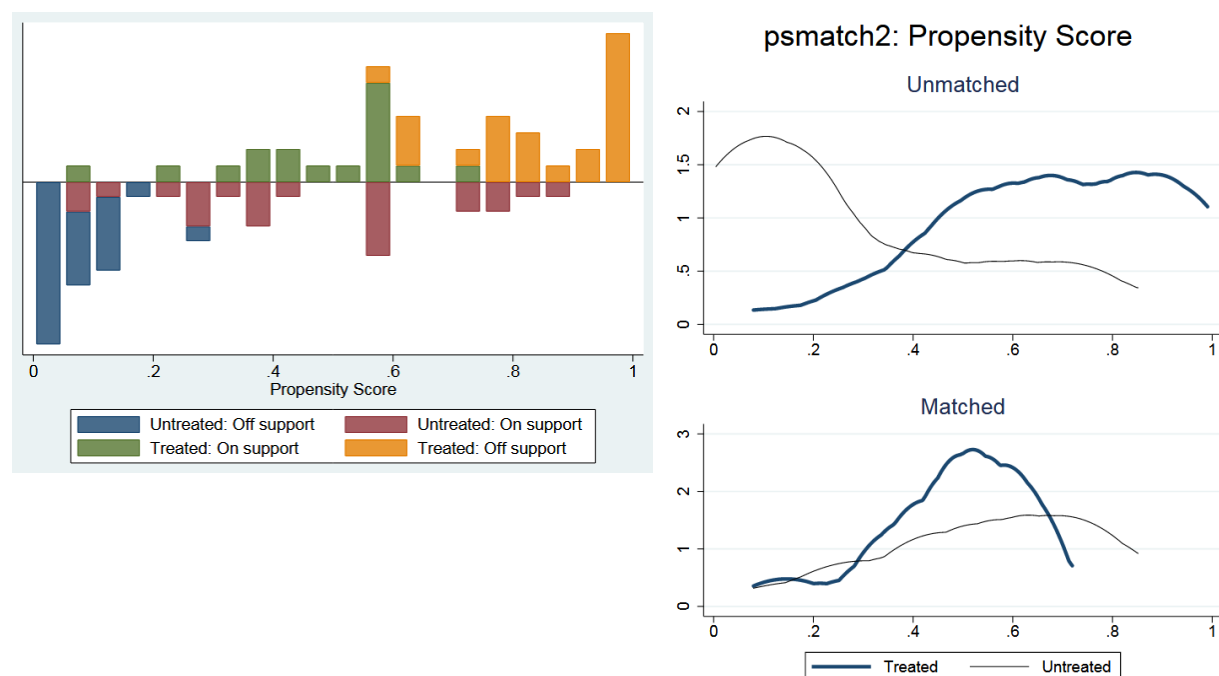 0 .2 .4 .6 .8 1
Propensity Score
Untreated: Off support Untreated: On support
Treated: On support Treated: Off support
psmatch2: Propensity Score
Unmatched
2
1.5
1
.5
0
0 .2 .4 .6 .8 1
Matched
3
2
1
0
0 .2 .4 .6 .8 1
Treated Untreated